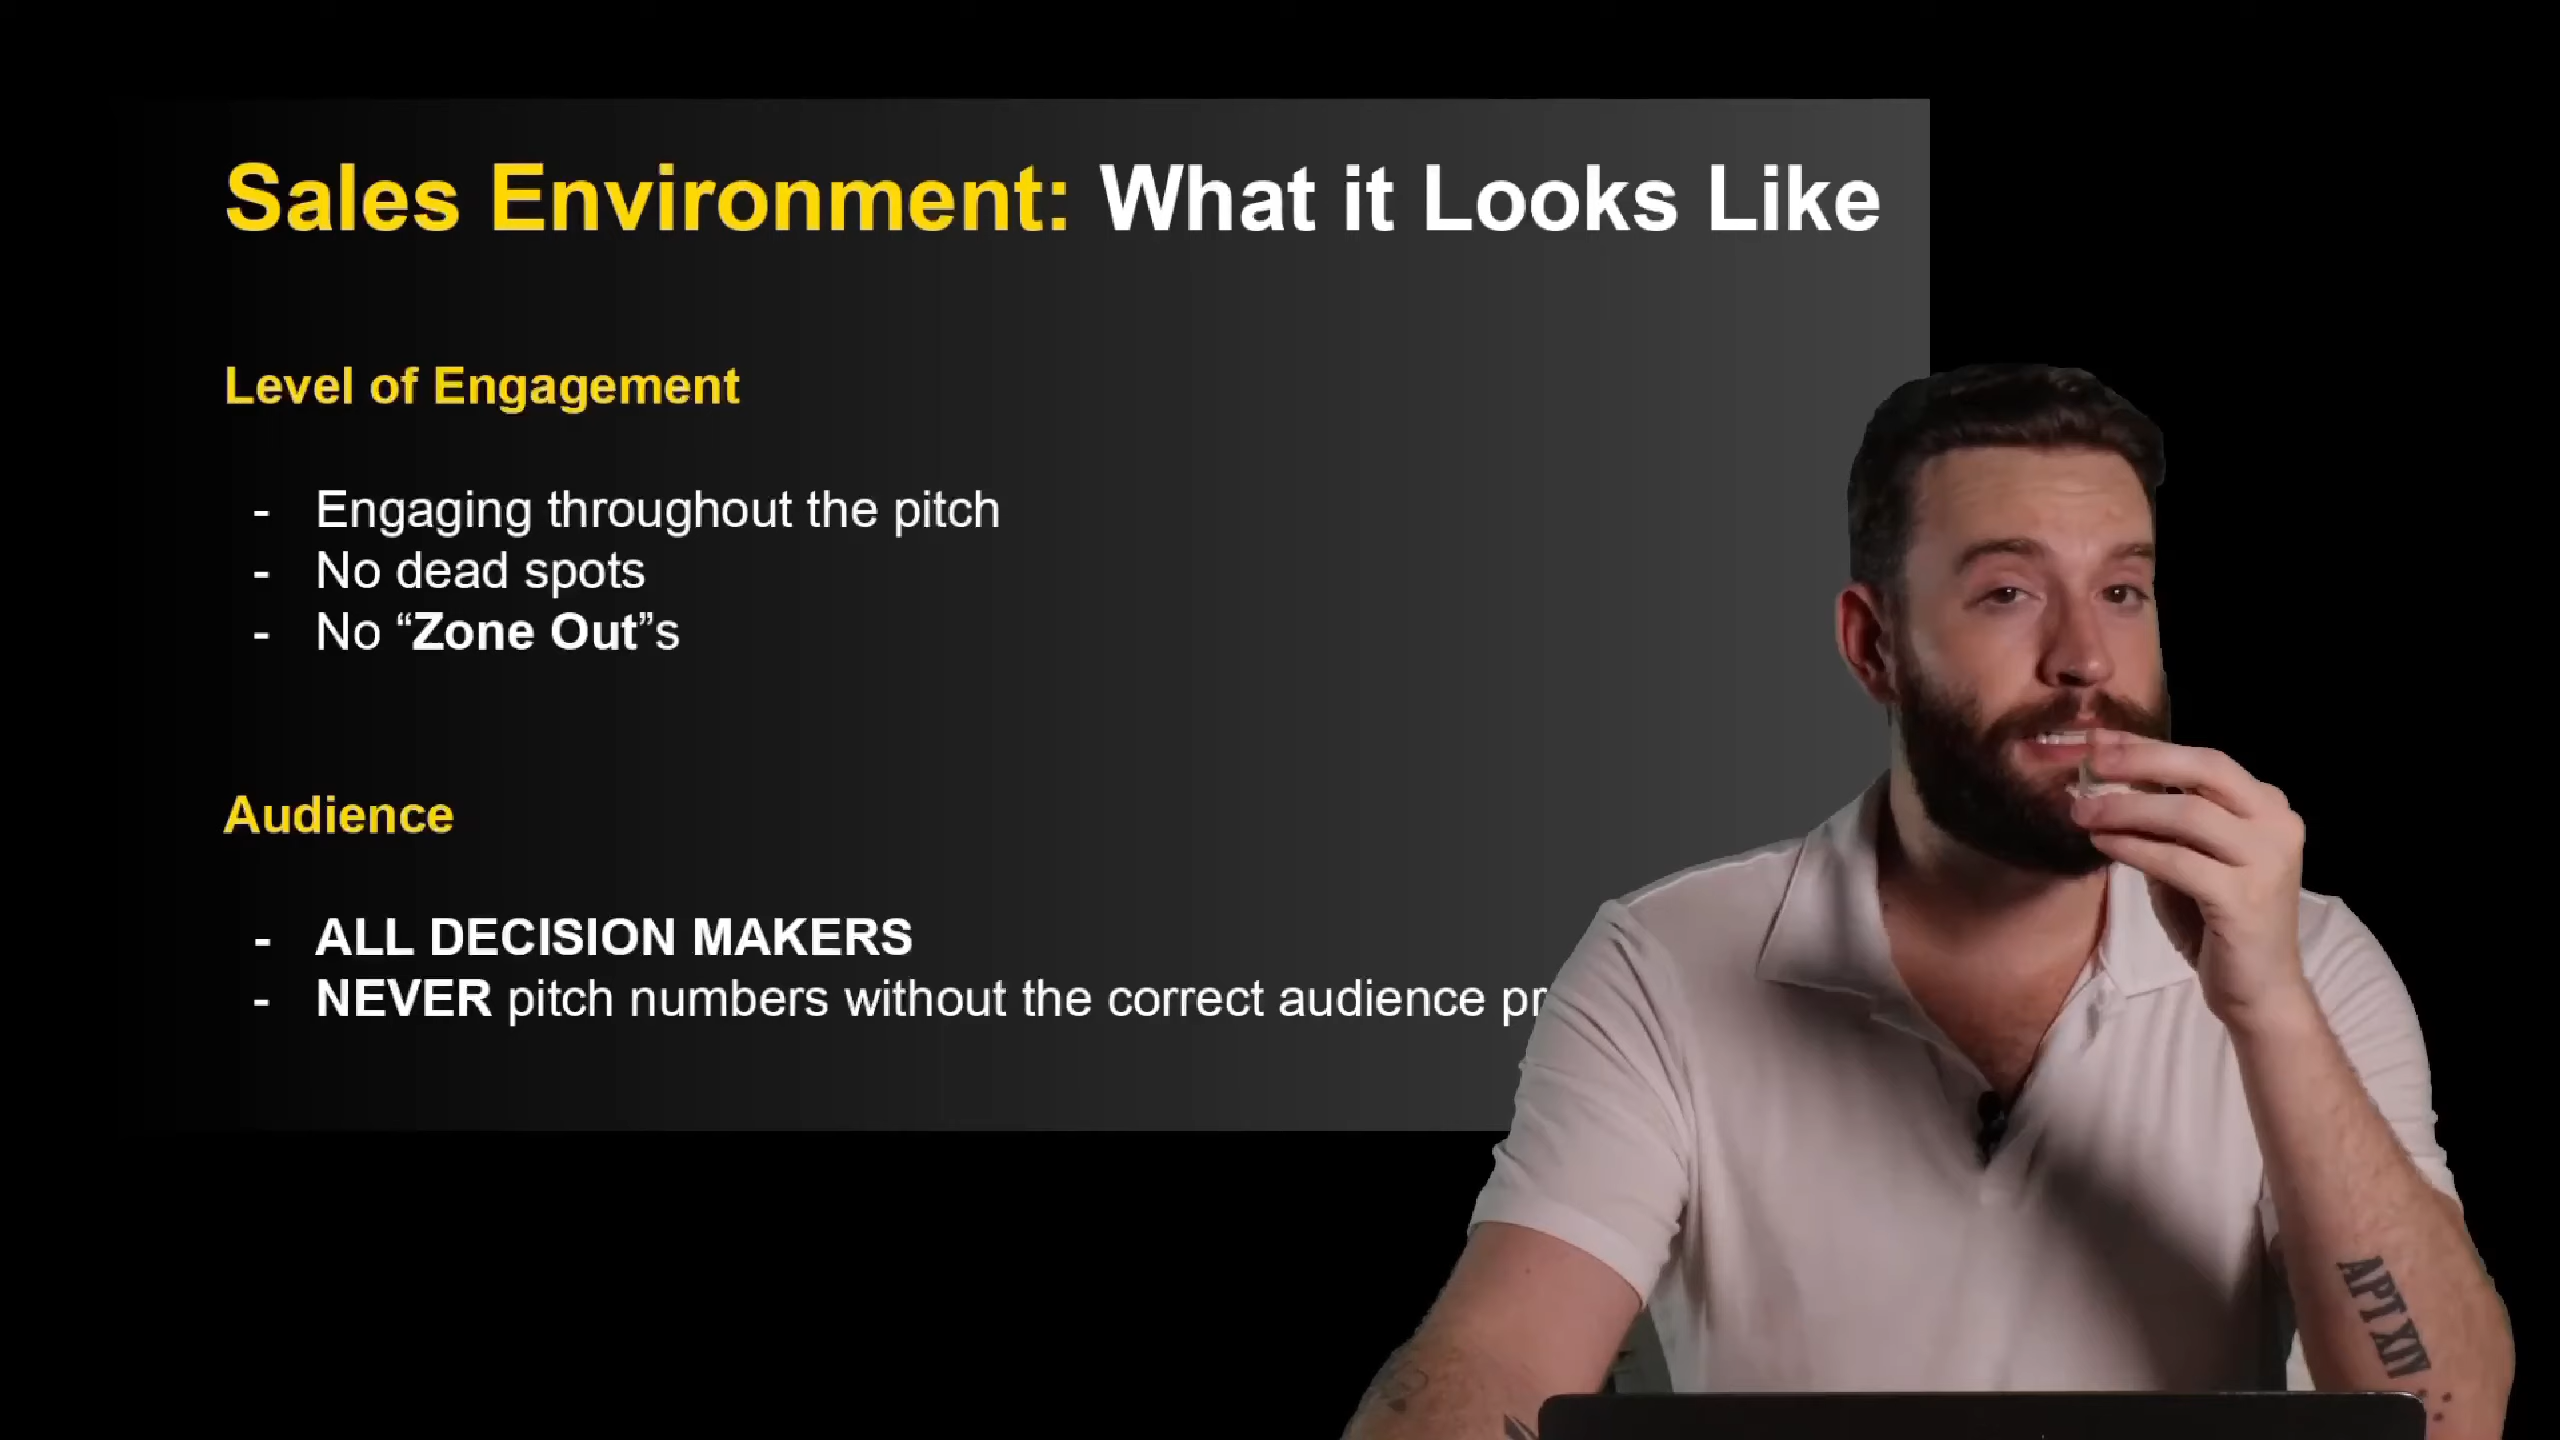 Sales Environment: What it Looks Like
Level of Engagement
- Engaging throughout the pitch
- No dead spots
- No “Zone Out”s
Audience
- ALL DECISION MAKERS
- NEVER pitch numbers without the correct audience
APT XIV